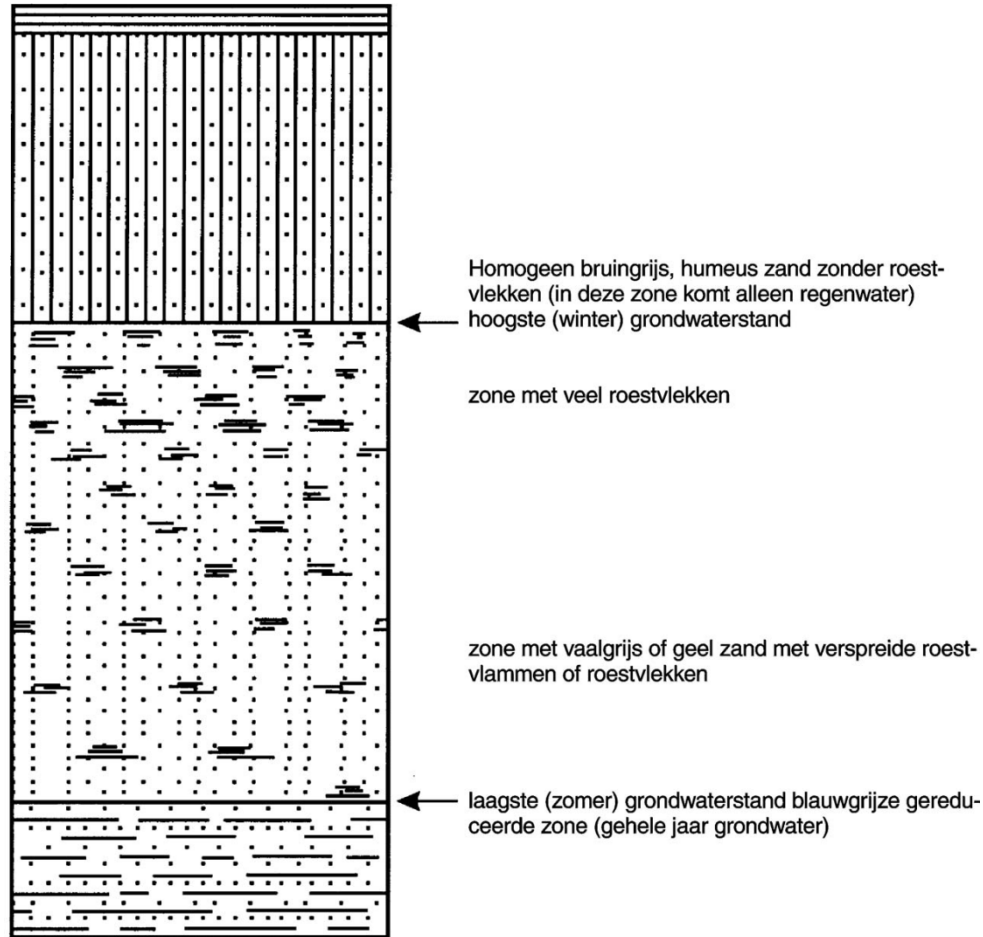 Homogeen bruingrijs, humeus zand zonder roest-
vlekken (in deze zone komt alleen regenwater)
hoogste (winter) grondwaterstand
zone met veel roestvlekken
zone met vaalgrijs of geel zand met verspreide roest-
vlammen of roestvlekken
laagste (zomer) grondwaterstand blauwgrijze geredu-
ceerde zone (gehele jaar grondwater)